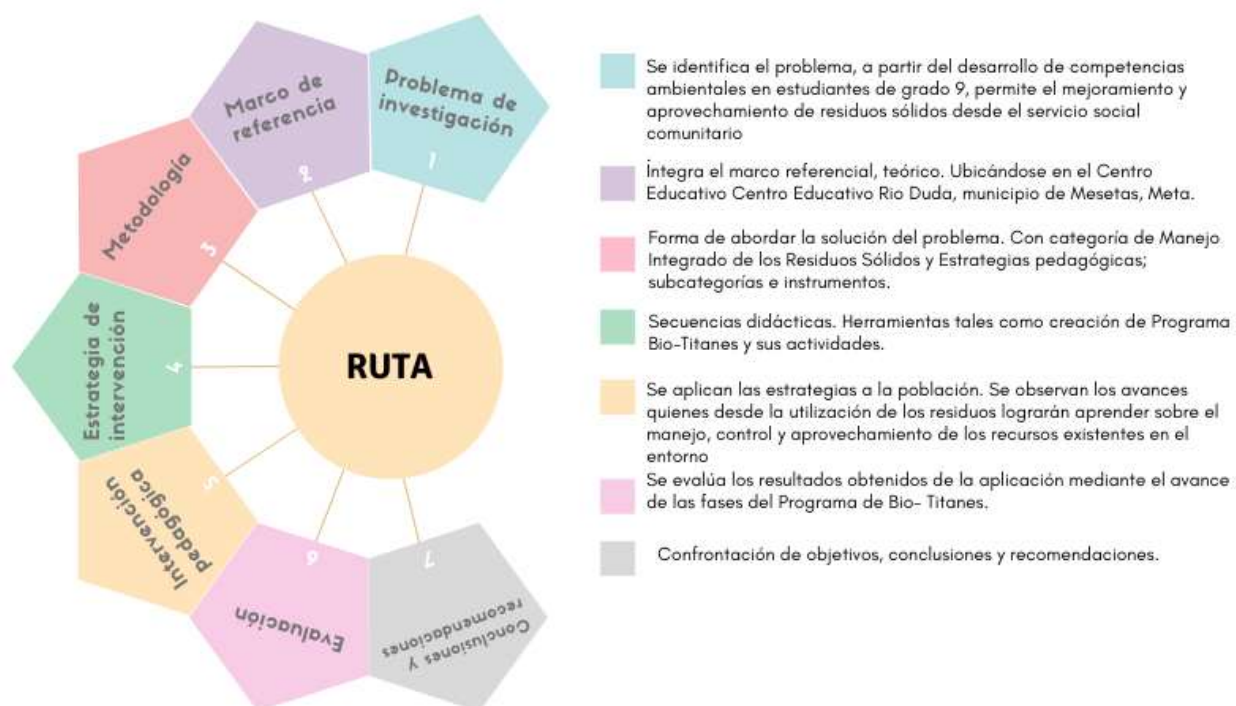 Problema de
investigación
1
Marco de
referencia
2
Metodología
3
Estrategia de
intervención
4
Intervención
pedagógica
5
Evaluación
6
Conclusiones y
recomendaciones
7
RUTA
Se identifica el problema, a partir del desarrollo de competencias
ambientales en estudiantes de grado 9, permite el mejoramiento y
aprovechamiento de residuos sólidos desde el servicio social
comunitario
Íntegra el marco referencial, teórico. Ubicándose en el Centro
Educativo Centro Educativo Rio Duda, municipio de Mesetas, Meta.
Forma de abordar la solución del problema. Con categoría de Manejo
Integrado de los Residuos Sólidos y Estrategias pedagógicas;
subcategorías e instrumentos.
Secuencias didácticas. Herramientas tales como creación de Programa
Bio-Titanes y sus actividades.
Se aplican las estrategias a la población. Se observan los avances
quienes desde la utilización de los residuos lograrán aprender sobre el
manejo, control y aprovechamiento de los recursos existentes en el
entorno
Se evalúa los resultados obtenidos de la aplicación mediante el avance
de las fases del Programa de Bio- Titanes.
Confrontación de objetivos, conclusiones y recomendaciones.